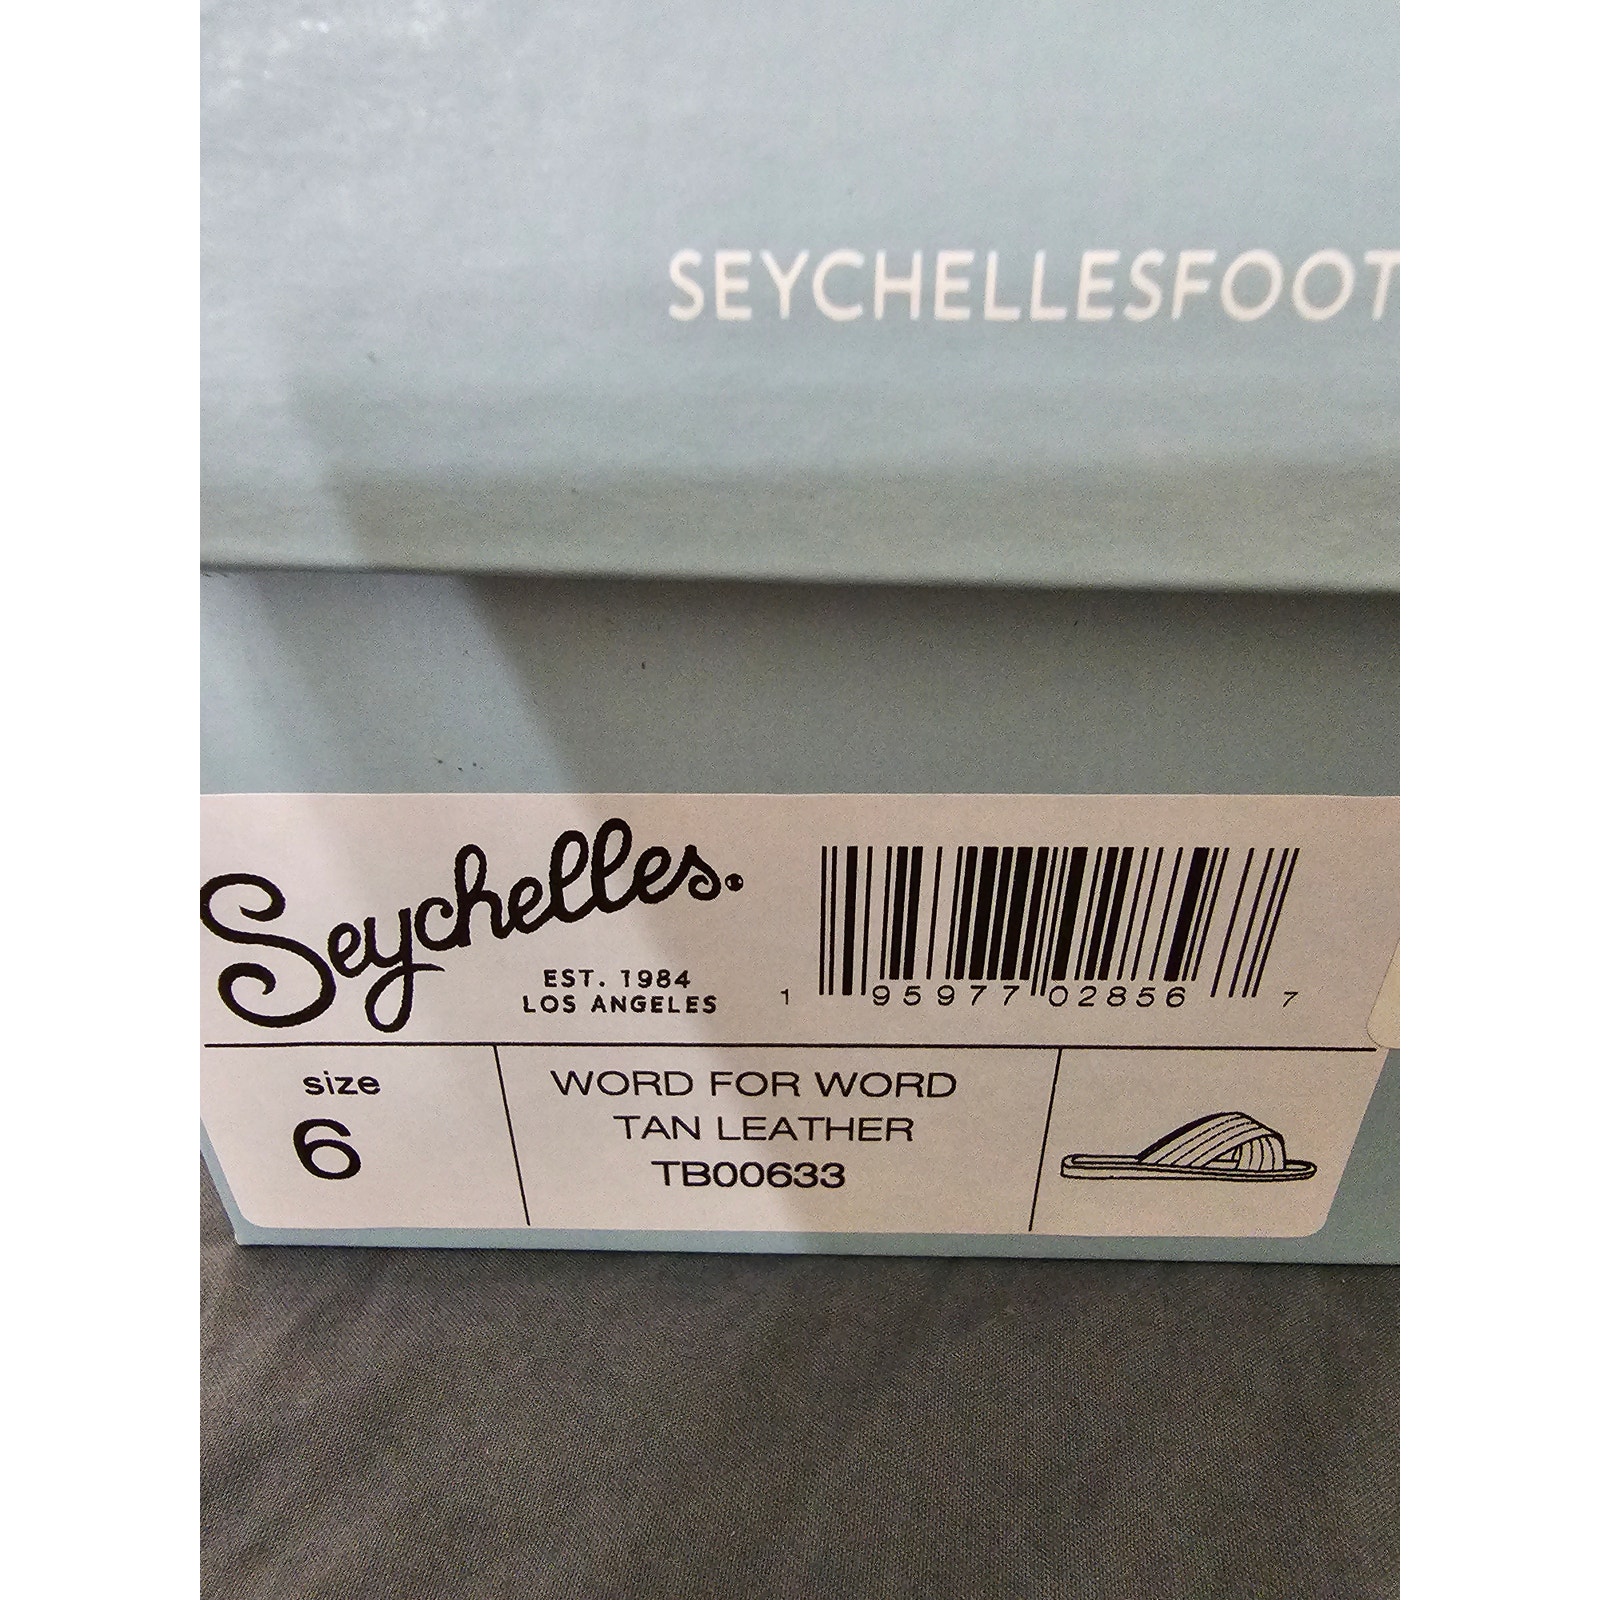 SEYCHELLESFOOT
Seychelles.
EST. 1984
LOS ANGELES
1 95977 02856 7
size
6
WORD FOR WORD
TAN LEATHER
TB00633